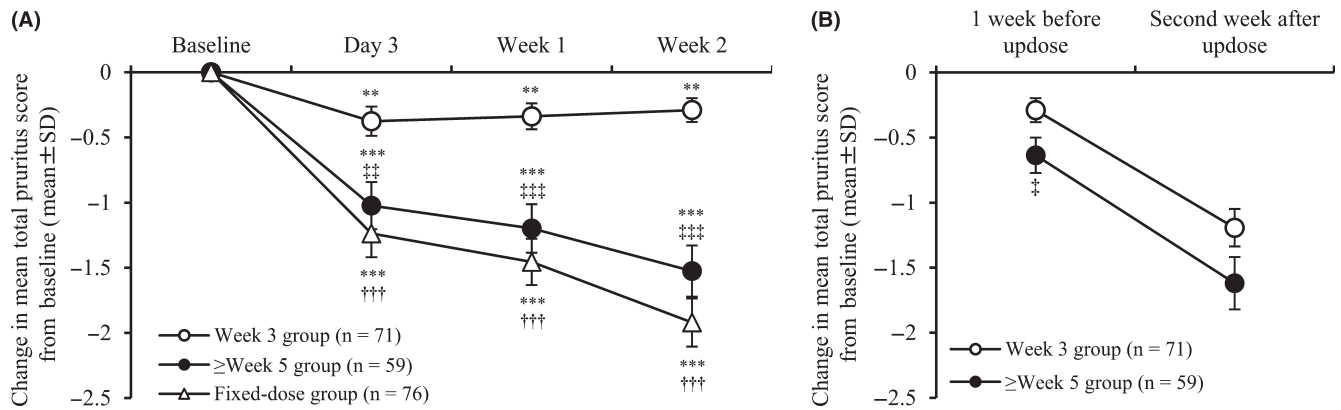 (A)
Baseline
Day 3
Week 1
Week 2
0
−0.5
−1
−1.5
−2
−2.5
Change in mean total pruritus score
from baseline (mean±SD)
**
**
**
***
‡‡
***
‡‡‡
***
‡‡‡
***
†††
***
†††
***
†††
Week 3 group (n = 71)
≥Week 5 group (n = 59)
Fixed-dose group (n = 76)
(B)
1 week before
updose
Second week after
updose
0
−0.5
−1
−1.5
−2
−2.5
Change in mean total pruritus score
from baseline (mean±SD)
‡
Week 3 group (n = 71)
≥Week 5 group (n = 59)